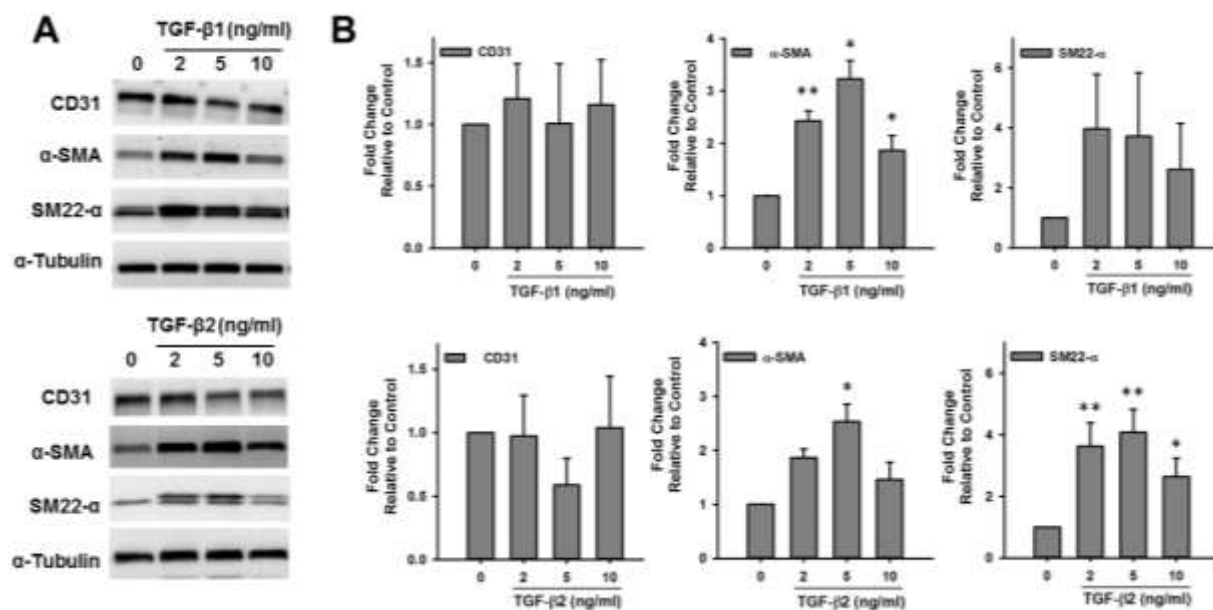 A
TGF-β1 (ng/ml)
0 2 5 10
CD31
α-SMA
SM22-α
α-Tubulin
TGF-β2 (ng/ml)
0 2 5 10
CD31
α-SMA
SM22-α
α-Tubulin
B
Fold Change
Relative to Control
CD31
1.5
1.0
0.5
0.0
0 2 5 10
TGF-β1 (ng/ml)
Fold Change
Relative to Control
α-SMA
4
3
2
1
0
** * *
0 2 5 10
TGF-β1 (ng/ml)
Fold Change
Relative to Control
SM22-α
6
4
2
0
0 2 5 10
TGF-β1 (ng/ml)
Fold Change
Relative to Control
CD31
1.5
1.0
0.5
0.0
0 2 5 10
TGF-β2 (ng/ml)
Fold Change
Relative to Control
α-SMA
4
3
2
1
0
*
0 2 5 10
TGF-β2 (ng/ml)
Fold Change
Relative to Control
SM22-α
6
4
2
0
** ** *
0 2 5 10
TGF-β2 (ng/ml)